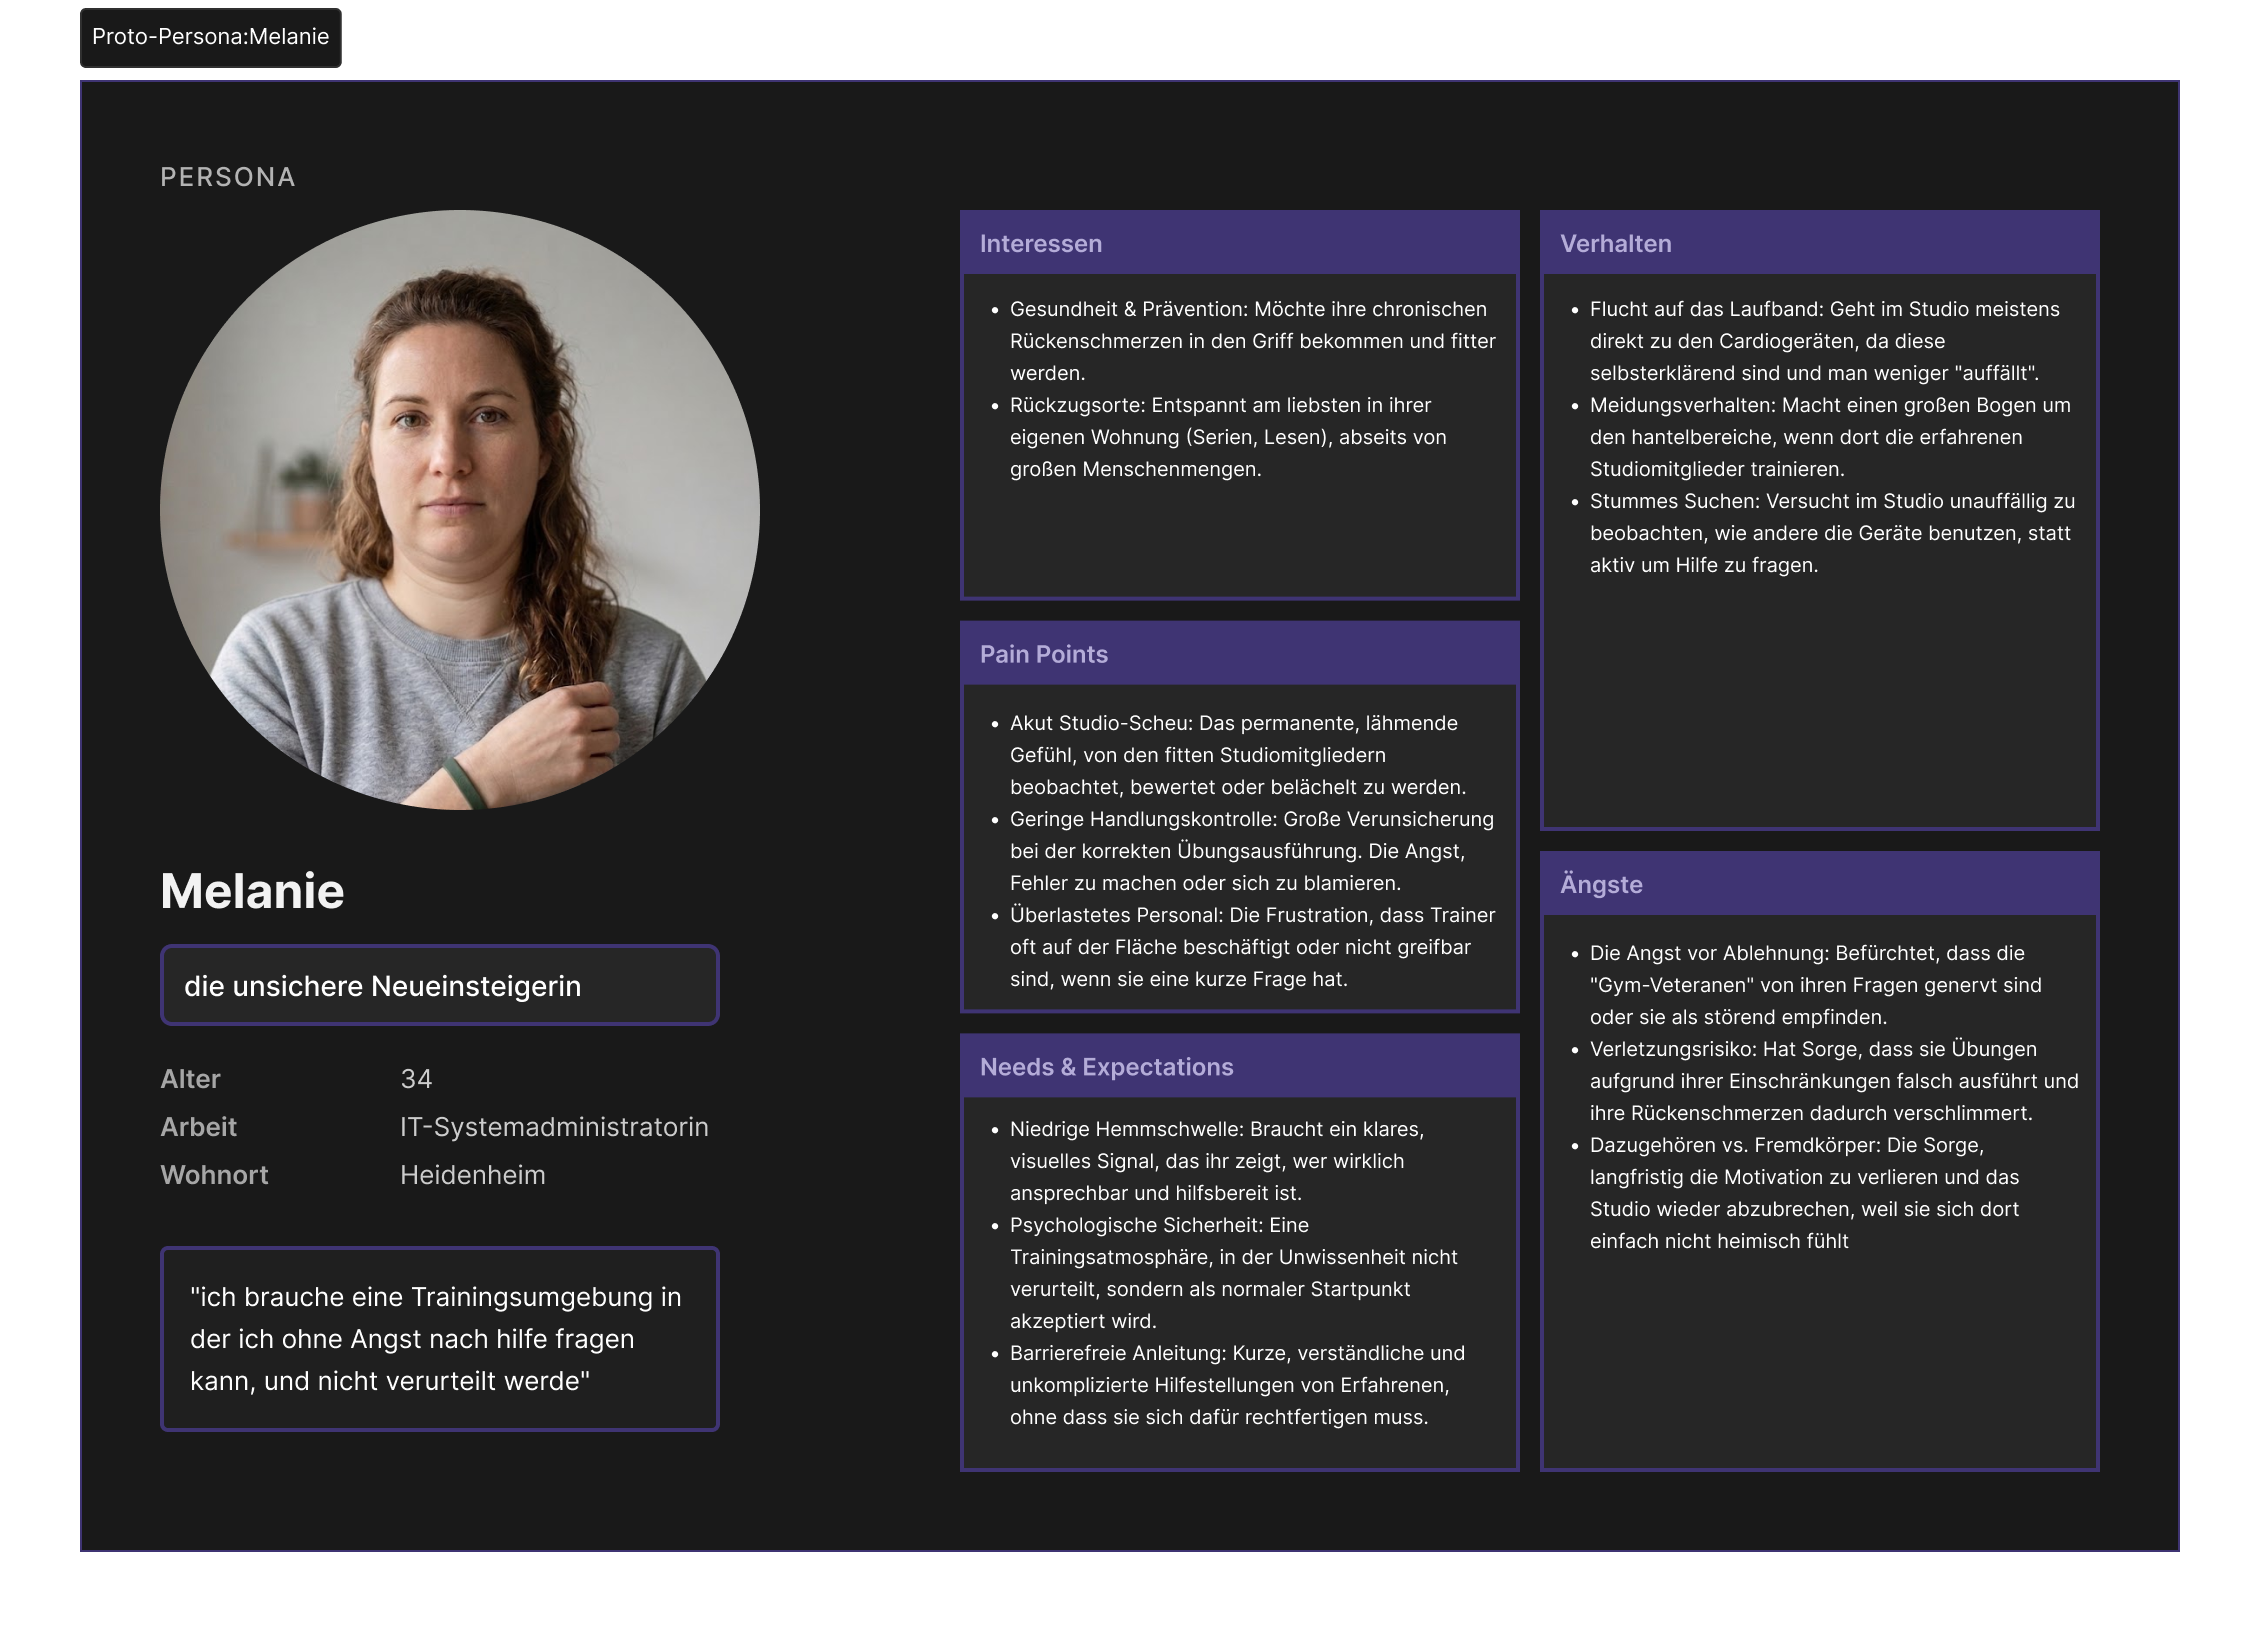 Proto-Persona:Melanie
PERSONA
Melanie
die unsichere Neueinsteigerin
Alter 34
Arbeit IT-Systemadministratorin
Wohnort Heidenheim
"ich brauche eine Trainingsumgebung in
der ich ohne Angst nach hilfe fragen
kann, und nicht verurteilt werde"
Interessen
• Gesundheit & Prävention: Möchte ihre chronischen
Rückenschmerzen in den Griff bekommen und fitter
werden.
• Rückzugsorte: Entspannt am liebsten in ihrer
eigenen Wohnung (Serien, Lesen), abseits von
großen Menschenmengen.
Pain Points
• Akut Studio-Scheu: Das permanente, lähmende
Gefühl, von den fitten Studiomitgliedern
beobachtet, bewertet oder belächelt zu werden.
• Geringe Handlungskontrolle: Große Verunsicherung
bei der korrekten Übungsausführung. Die Angst,
Fehler zu machen oder sich zu blamieren.
• Überlastetes Personal: Die Frustration, dass Trainer
oft auf der Fläche beschäftigt oder nicht greifbar
sind, wenn sie eine kurze Frage hat.
Needs & Expectations
• Niedrige Hemmschwelle: Braucht ein klares,
visuelles Signal, das ihr zeigt, wer wirklich
ansprechbar und hilfsbereit ist.
• Psychologische Sicherheit: Eine
Trainingsatmosphäre, in der Unwissenheit nicht
verurteilt, sondern als normaler Startpunkt
akzeptiert wird.
• Barrierefreie Anleitung: Kurze, verständliche und
unkomplizierte Hilfestellungen von Erfahrenen,
ohne dass sie sich dafür rechtfertigen muss.
Verhalten
• Flucht auf das Laufband: Geht im Studio meistens
direkt zu den Cardiogeräten, da diese
selbsterklärend sind und man weniger "auffällt".
• Meidungsverhalten: Macht einen großen Bogen um
den hantelbereiche, wenn dort die erfahrenen
Studiomitglieder trainieren.
• Stummes Suchen: Versucht im Studio unauffällig zu
beobachten, wie andere die Geräte benutzen, statt
aktiv um Hilfe zu fragen.
Ängste
• Die Angst vor Ablehnung: Befürchtet, dass die
"Gym-Veteranen" von ihren Fragen genervt sind
oder sie als störend empfinden.
• Verletzungsrisiko: Hat Sorge, dass sie Übungen
aufgrund ihrer Einschränkungen falsch ausführt und
ihre Rückenschmerzen dadurch verschlimmert.
• Dazugehören vs. Fremdkörper: Die Sorge,
langfristig die Motivation zu verlieren und das
Studio wieder abzubrechen, weil sie sich dort
einfach nicht heimisch fühlt